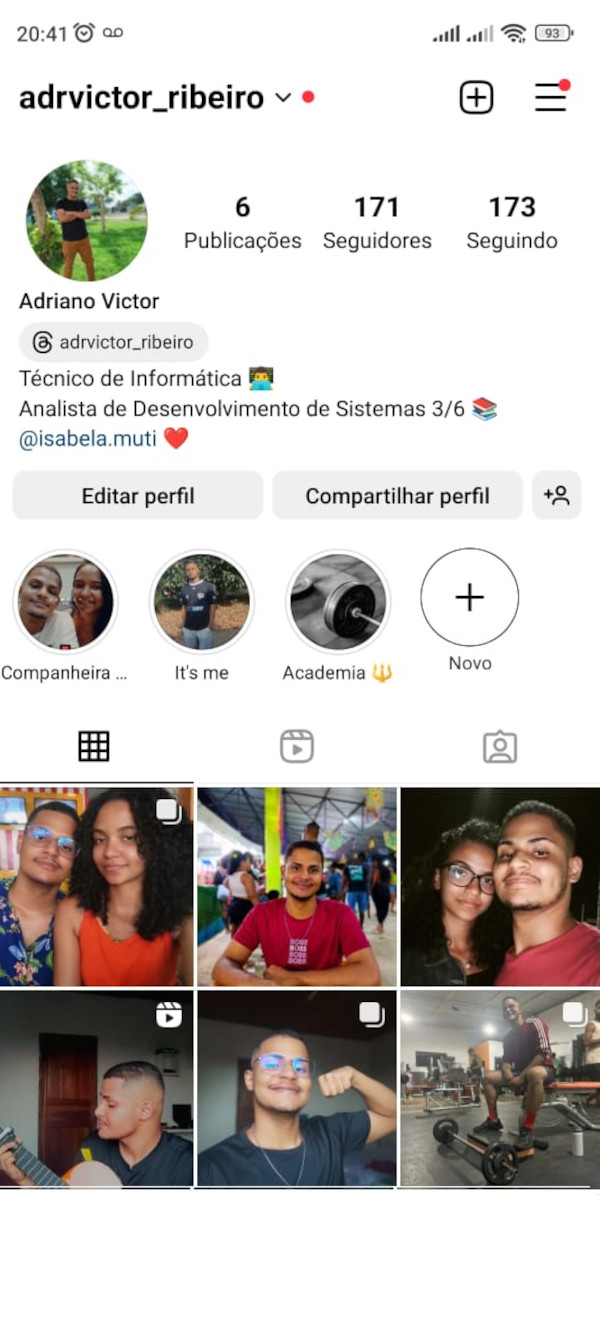 20:41
93
adrvictor_ribeiro
6
171
173
Publicações
Seguidores
Seguindo
Adriano Victor
adrvictor_ribeiro
Técnico de Informática 👨‍💻
Analista de Desenvolvimento de Sistemas 3/6 📚
@isabela.muti ❤️
Editar perfil
Compartilhar perfil
Companheira ...
It's me
Academia 🔱
Novo
BOSS
BOSS
BOSS
BOSS